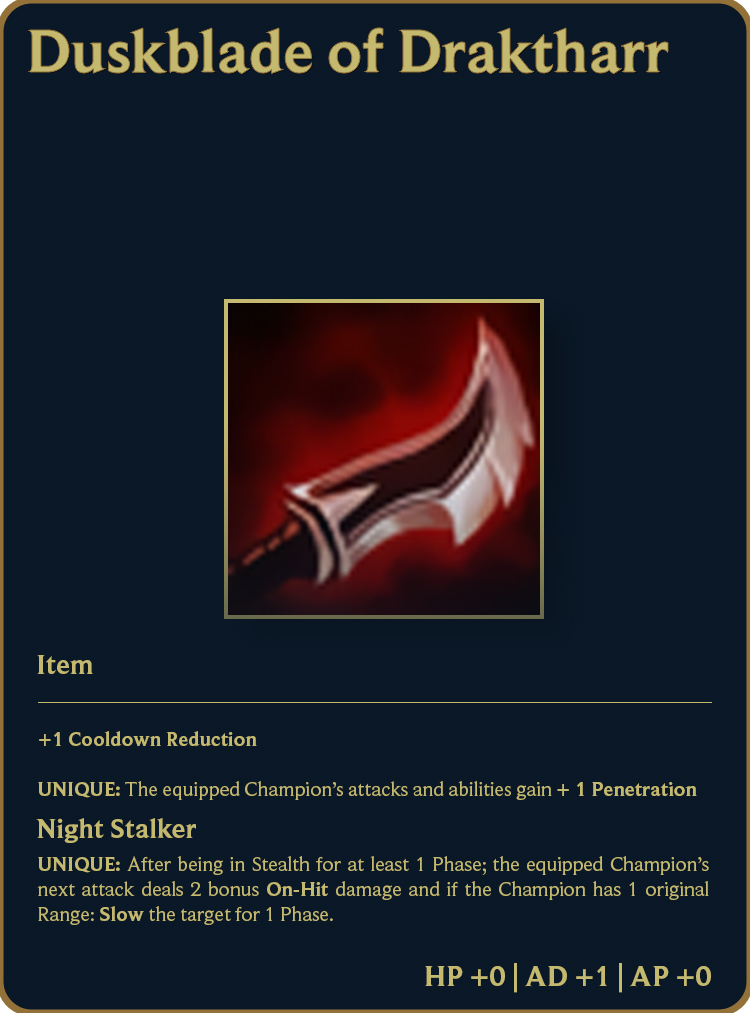 Duskblade of Draktharr
Item
+1 Cooldown Reduction
UNIQUE: The equipped Champion's attacks and abilities gain + 1 Penetration
Night Stalker
UNIQUE: After being in Stealth for at least 1 Phase; the equipped Champion's
next attack deals 2 bonus On-Hit damage and if the Champion has 1 original
Range: Slow the target for 1 Phase.
HP +0 | AD +1 | AP +0